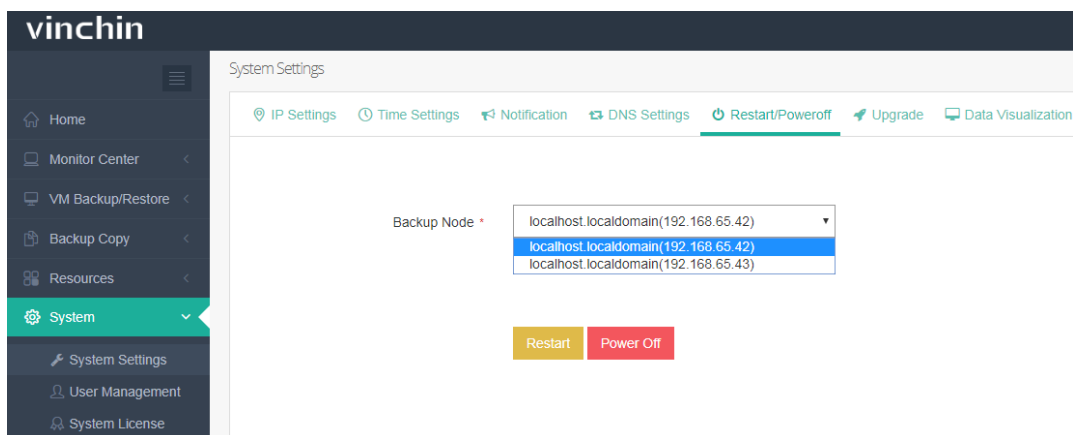 vinchin
System Settings
Home
Monitor Center
VM Backup/Restore
Backup Copy
Resources
System
System Settings
User Management
System License
IP Settings Time Settings Notification DNS Settings Restart/Poweroff Upgrade Data Visualization
Backup Node * localhost.localdomain(192.168.65.42)
localhost.localdomain(192.168.65.42)
localhost.localdomain(192.168.65.43)
Restart Power Off